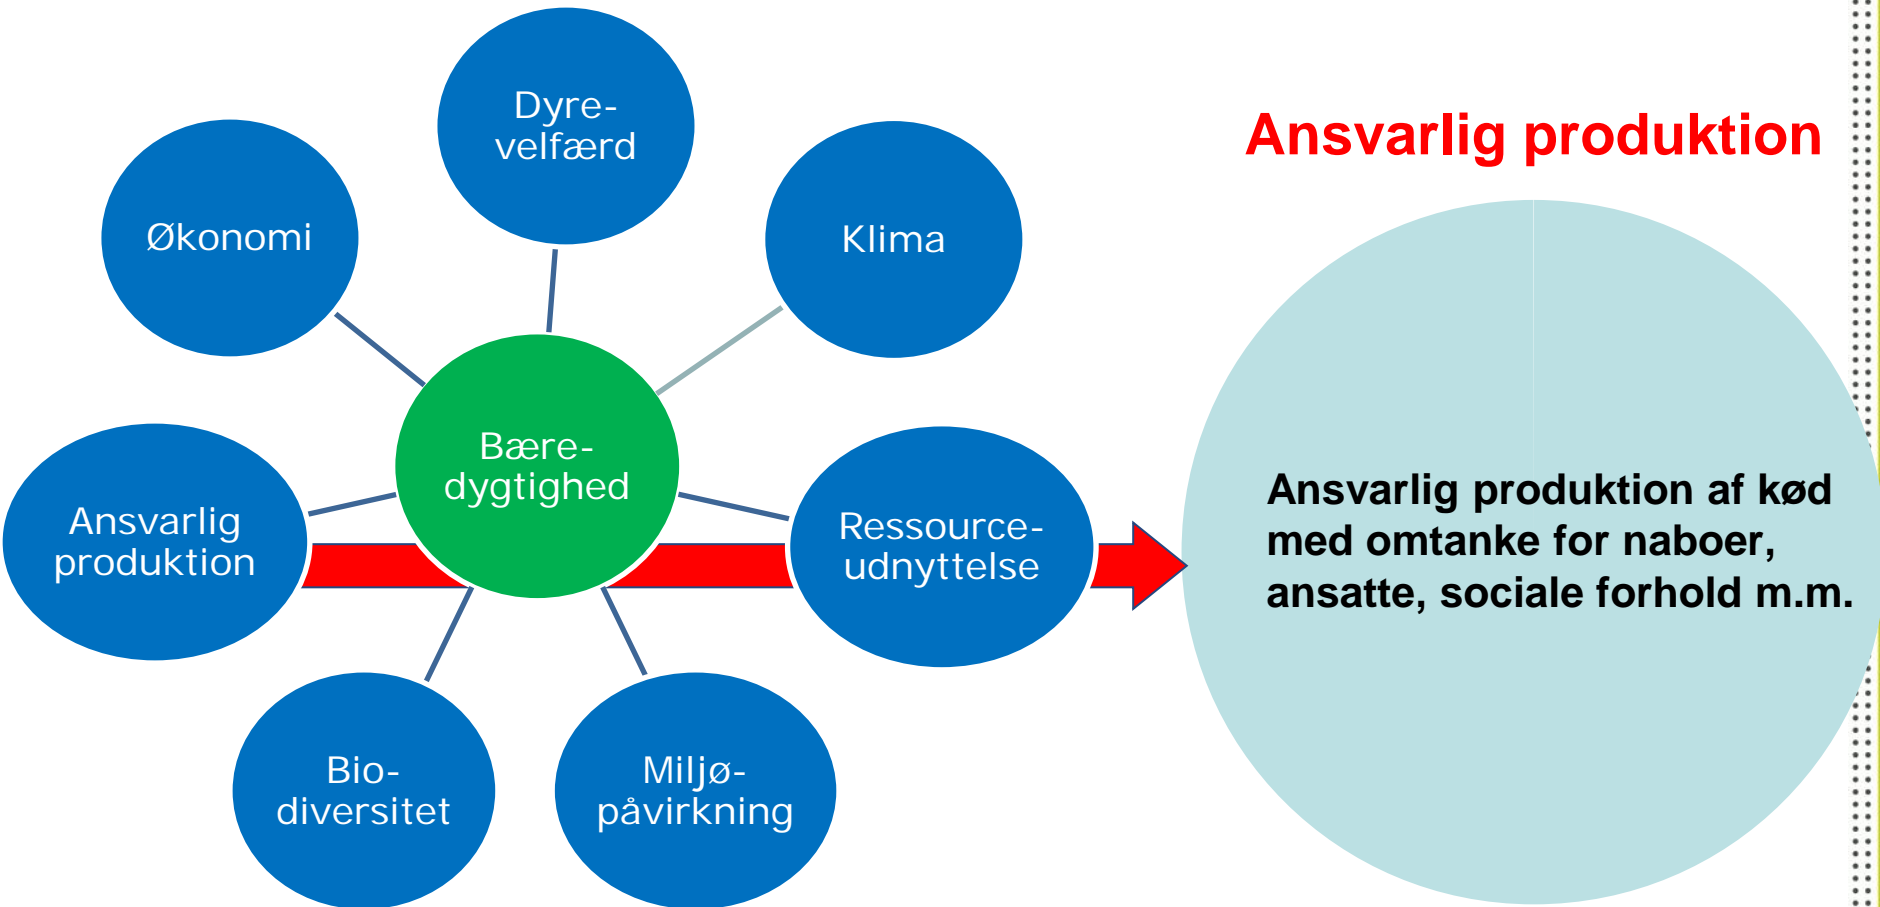 Dyre-
velfærd
Økonomi
Klima
Bære-
dygtighed
Ansvarlig
produktion
Ressource-
udnyttelse
Bio-
diversitet
Miljø-
påvirkning
Ansvarlig produktion
Ansvarlig produktion af kød
med omtanke for naboer,
ansatte, sociale forhold m.m.